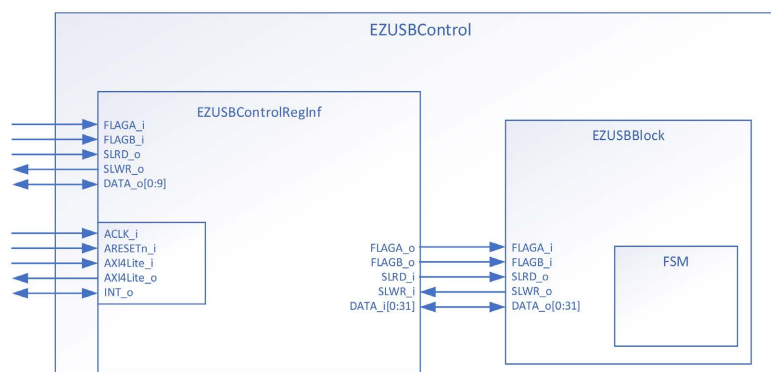 EZUSBControl
EZUSBControlRegInf
FLAGA_i
FLAGB_i
SLRD_o
SLWR_o
DATA_o[0:9]
ACLK_i
ARESETn_i
AXI4Lite_i
AXI4Lite_o
INT_o
FLAGA_o
FLAGB_o
SLRD_i
SLWR_i
DATA_i[0:31]
EZUSBBlock
FLAGA_i
FLAGB_i
SLRD_o
SLWR_o
DATA_o[0:31]
FSM